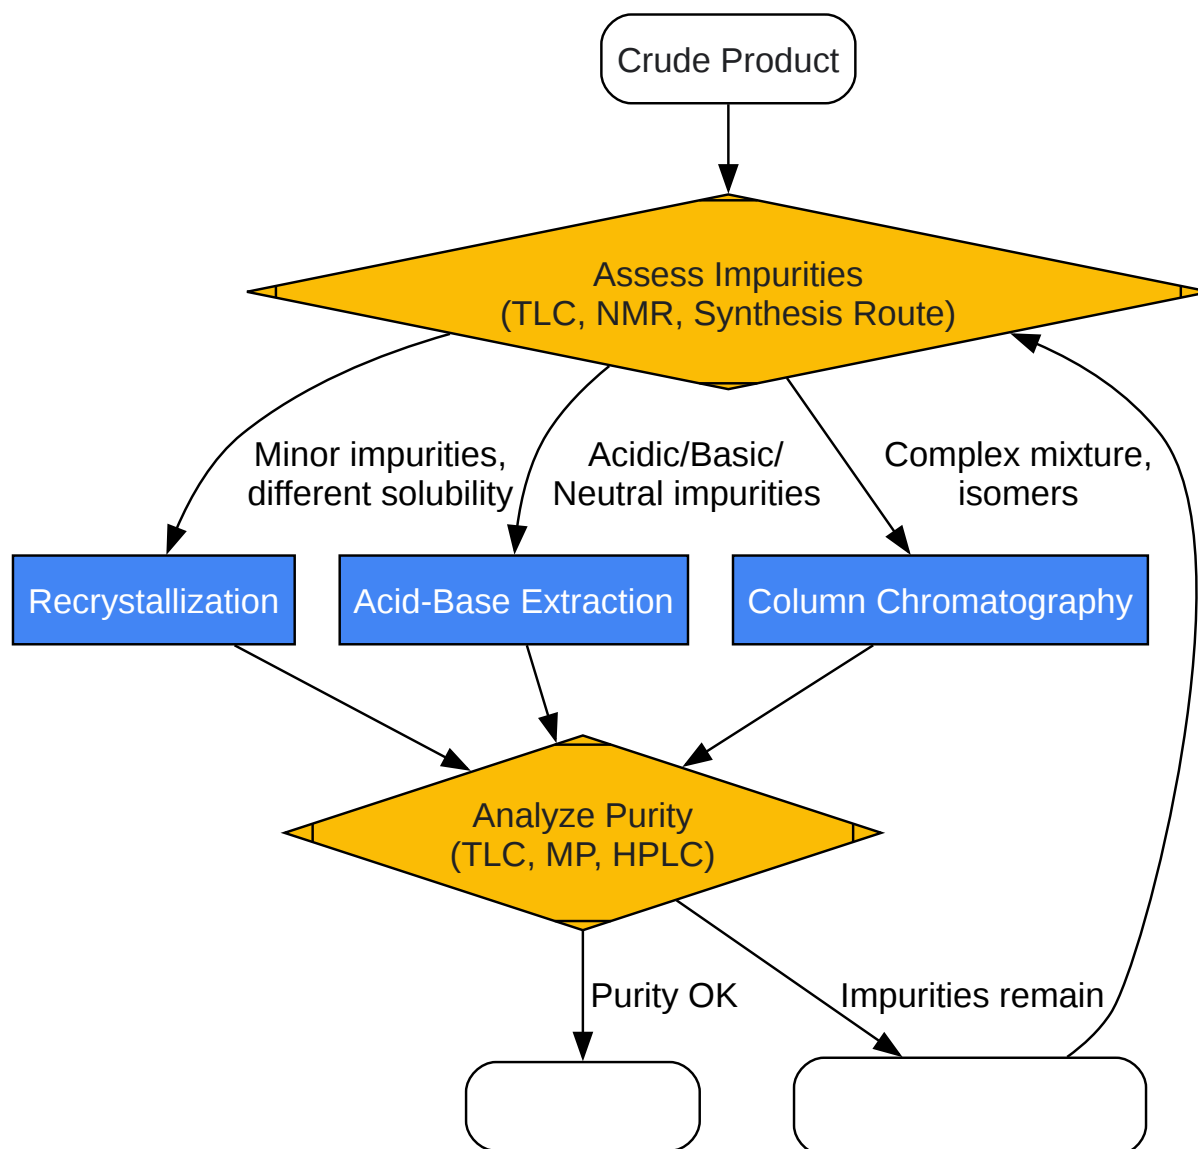 Crude Product
Assess Impurities
(TLC, NMR, Synthesis Route)
Minor impurities,
different solubility
Acidic/Basic/
Neutral impurities
Complex mixture,
isomers
Recrystallization
Acid-Base Extraction
Column Chromatography
Analyze Purity
(TLC, MP, HPLC)
Purity OK
Impurities remain